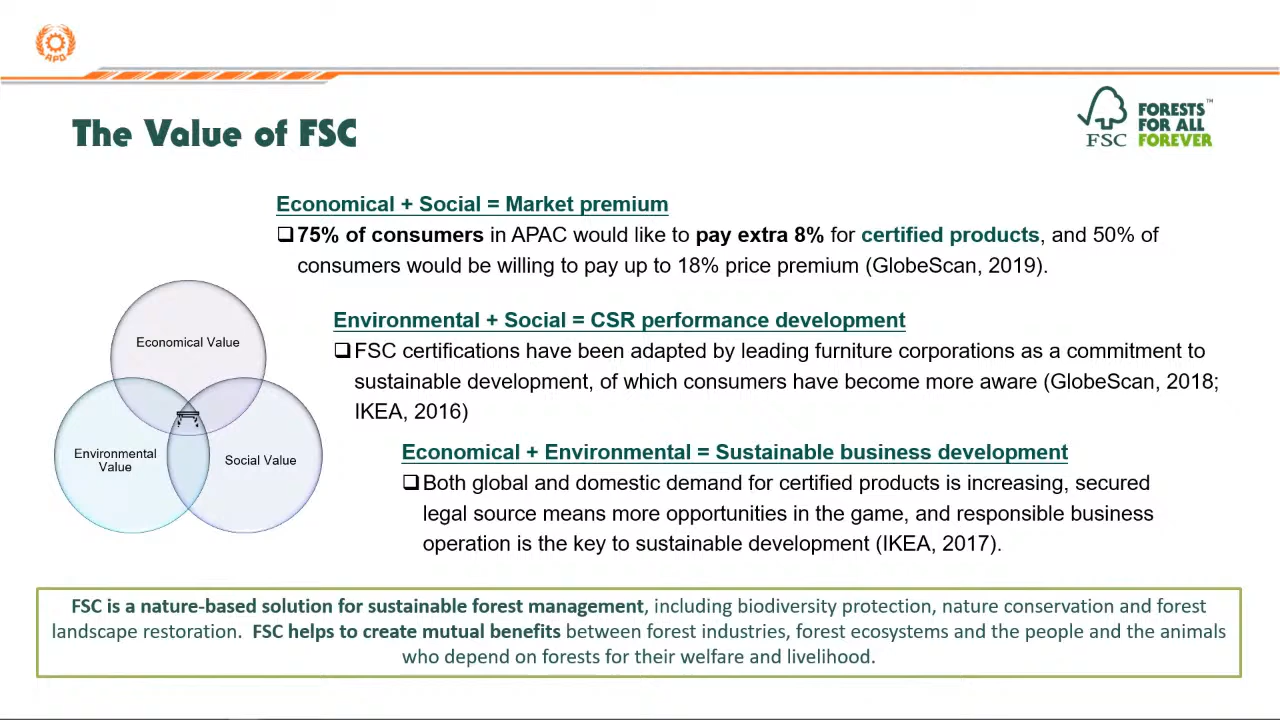 APO
The Value of FSC
FSC
FORESTS
FOR ALL
FOREVER™
Economical + Social = Market premium
75% of consumers in APAC would like to pay extra 8% for certified products, and 50% of
consumers would be willing to pay up to 18% price premium (GlobeScan, 2019).
Environmental + Social = CSR performance development
FSC certifications have been adapted by leading furniture corporations as a commitment to
sustainable development, of which consumers have become more aware (GlobeScan, 2018;
IKEA, 2016)
Economical + Environmental = Sustainable business development
Both global and domestic demand for certified products is increasing, secured
legal source means more opportunities in the game, and responsible business
operation is the key to sustainable development (IKEA, 2017).
Economical Value
Environmental
Value
Social Value
FSC is a nature-based solution for sustainable forest management, including biodiversity protection, nature conservation and forest
landscape restoration. FSC helps to create mutual benefits between forest industries, forest ecosystems and the people and the animals
who depend on forests for their welfare and livelihood.